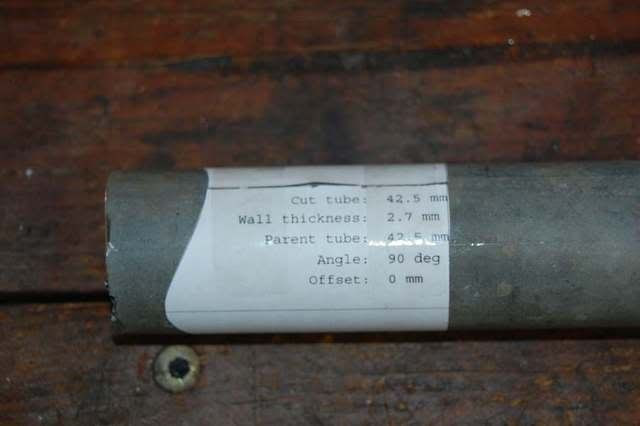 Cut tube: 42.5 mm
Wall thickness: 2.7 mm
Parent tube: 42.5 mm
Angle: 90 deg
Offset: 0 mm